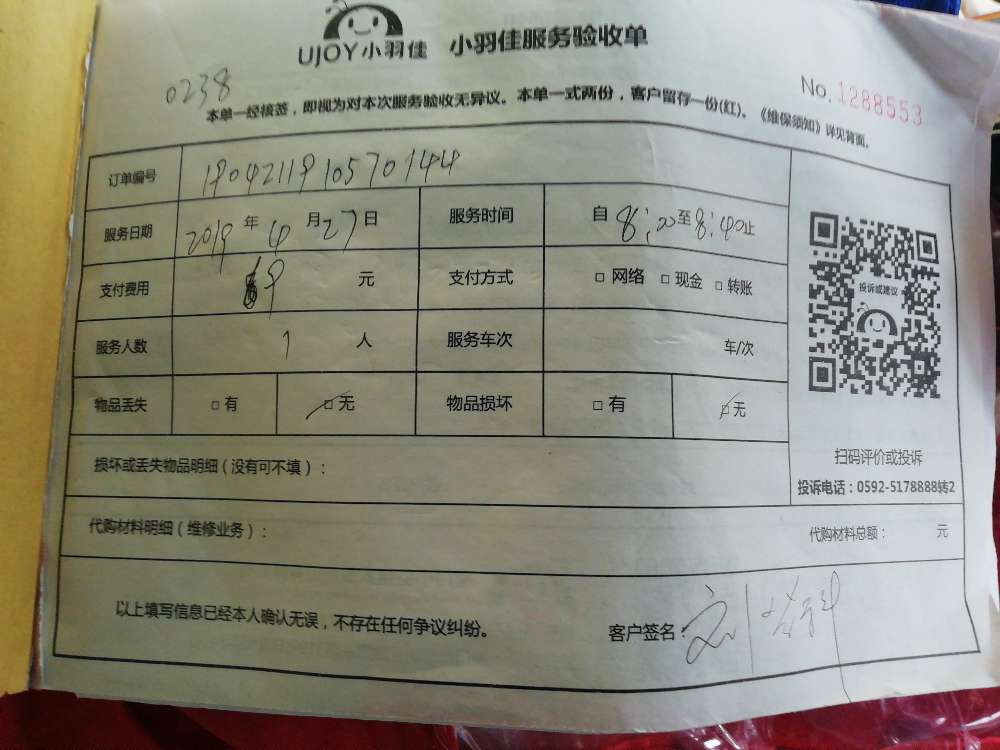 UJOY小羽佳 小羽佳服务验收单
0238
No.1288553
本单一经核签，即视为对本次服务验收无异议。本单一式两份，客户留存一份(红)。《维保须知》详见背面。
订单编号 1904211910570144
服务日期 2019年4月27日 服务时间 自8:20至8:40止
支付费用 9 元 支付方式 □网络 □现金 □转账
服务人数 1 人 服务车次 车/次
物品丢失 □有 □无 物品损坏 □有 □无
损坏或丢失物品明细（没有可不填）：
代购材料明细（维修业务）： 代购材料总额： 元
以上填写信息已经本人确认无误，不存在任何争议纠纷。
客户签名： 刘
投诉或建议
扫码评价或投诉
投诉电话：0592-5178888转2